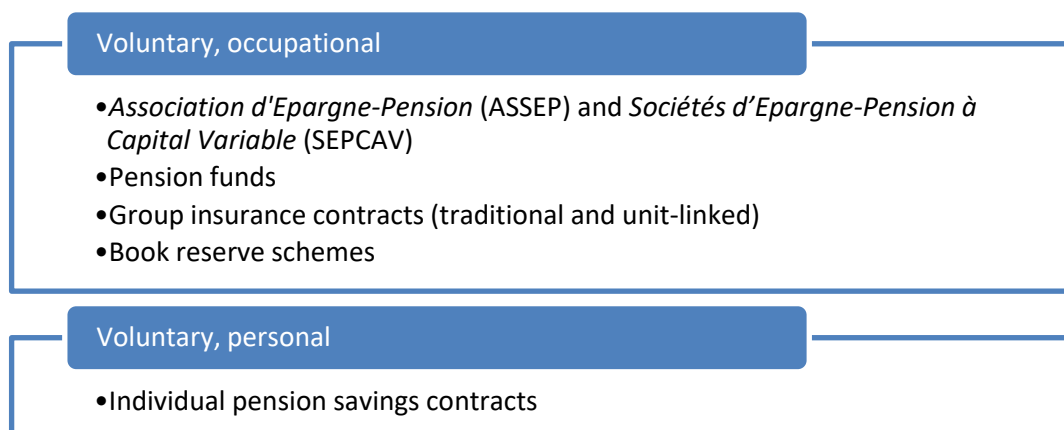 Voluntary, occupational
•Association d'Epargne-Pension (ASSEP) and Sociétés d’Epargne-Pension à
Capital Variable (SEPCAV)
•Pension funds
•Group insurance contracts (traditional and unit-linked)
•Book reserve schemes
Voluntary, personal
•Individual pension savings contracts